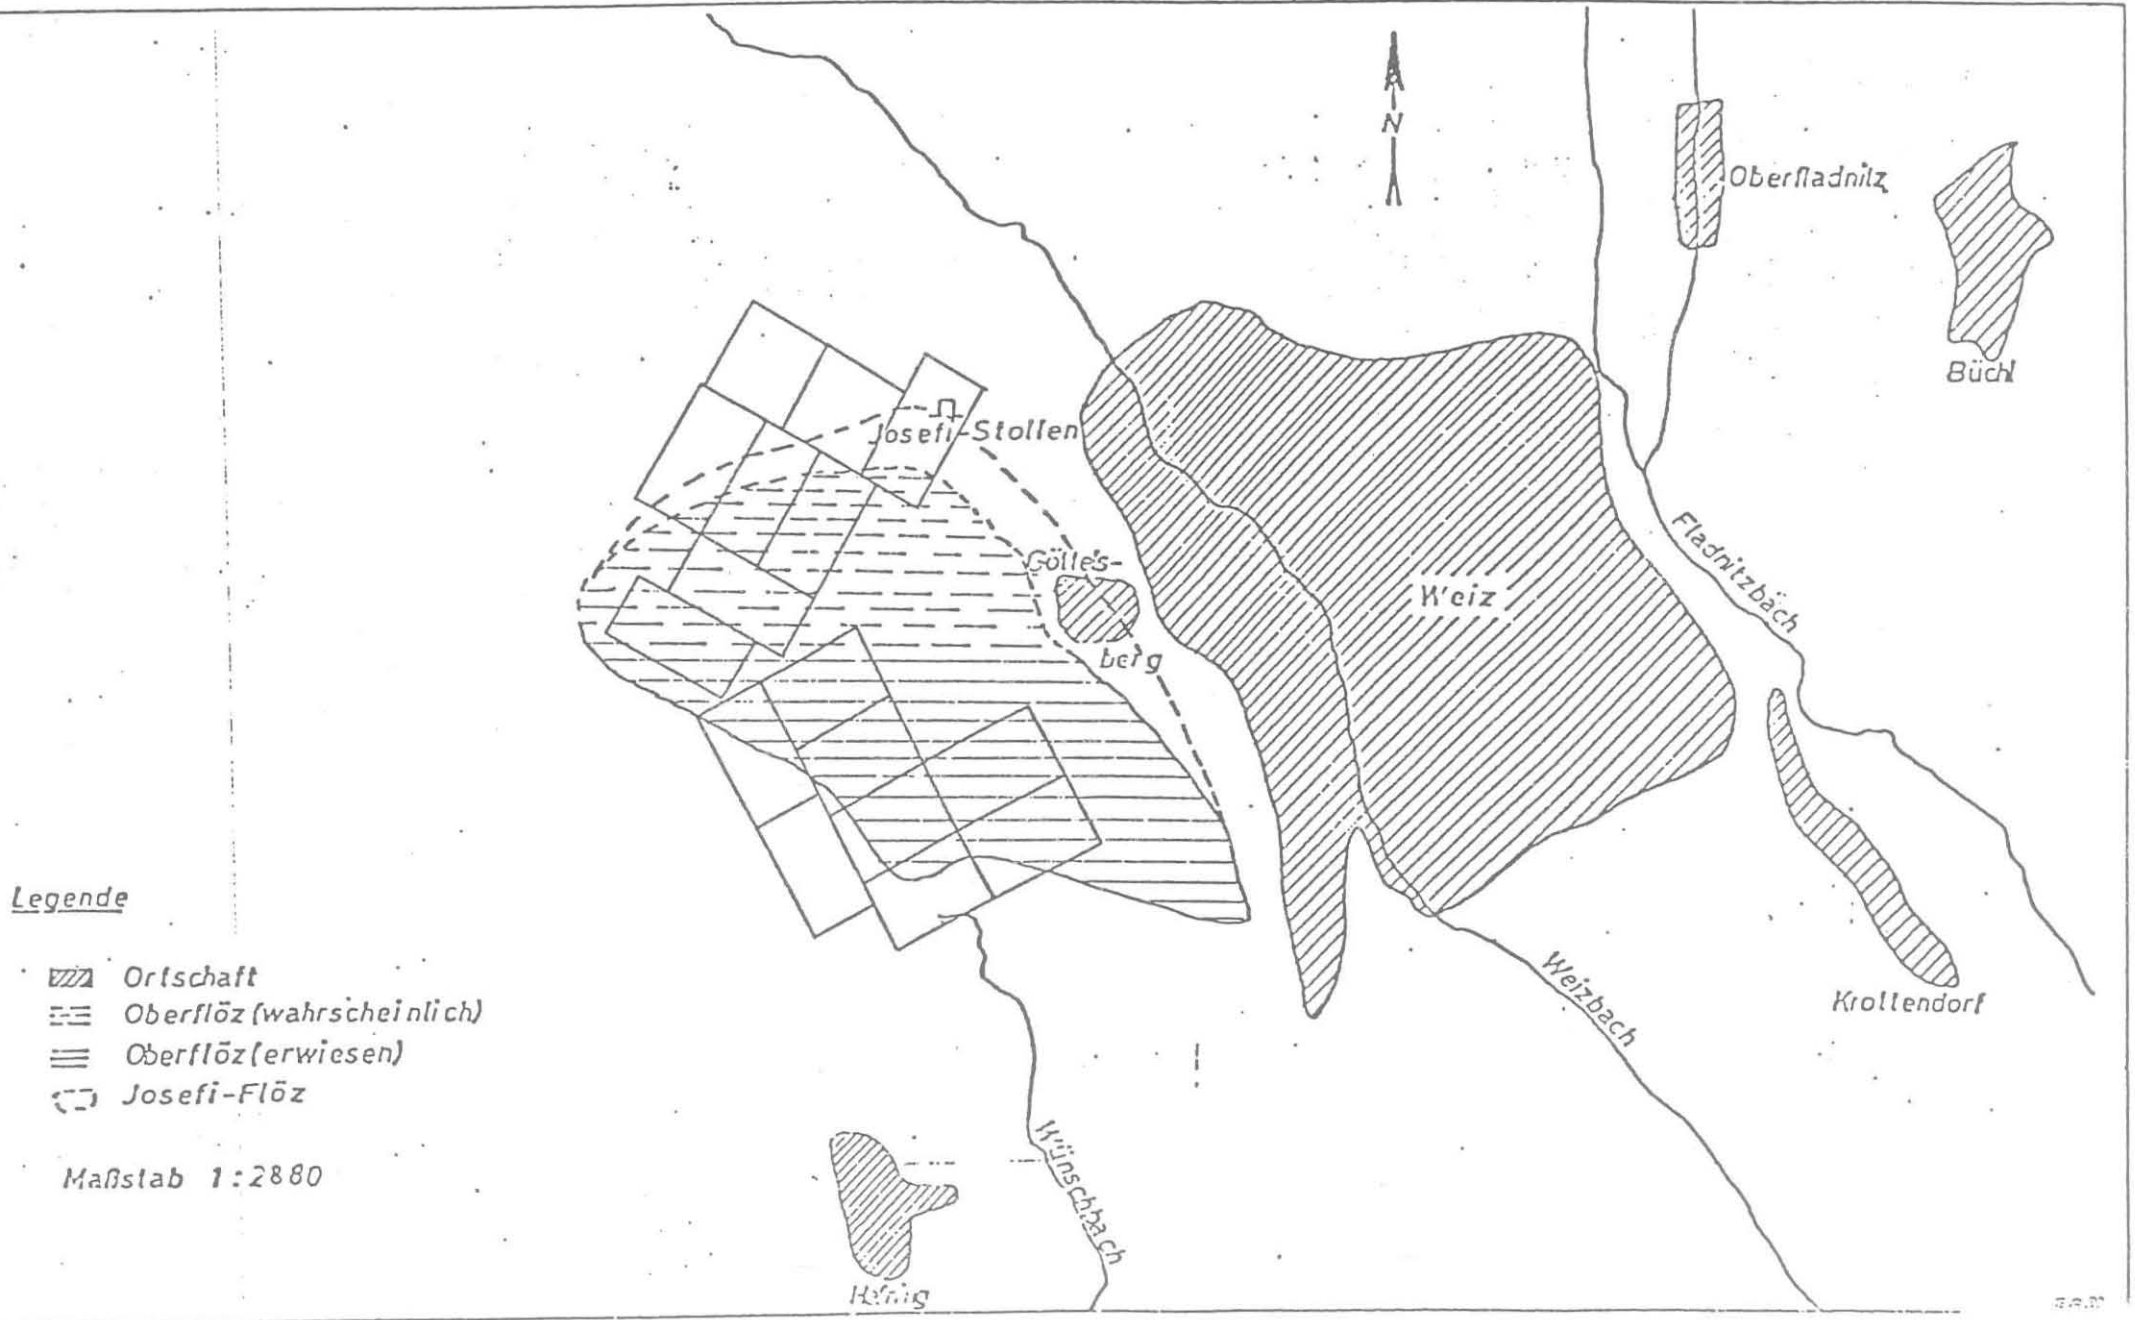 N
Oberfladnitz
Büchl
Josefi-Stollen
Gölles-
berg
Weiz
Fladnitzbach
Krottendorf
Weizbach
Wünschbach
Legende
Ortschaft
Oberflöz (wahrscheinlich)
Oberflöz (erwiesen)
Josefi-Flöz
Maßstab 1:2880